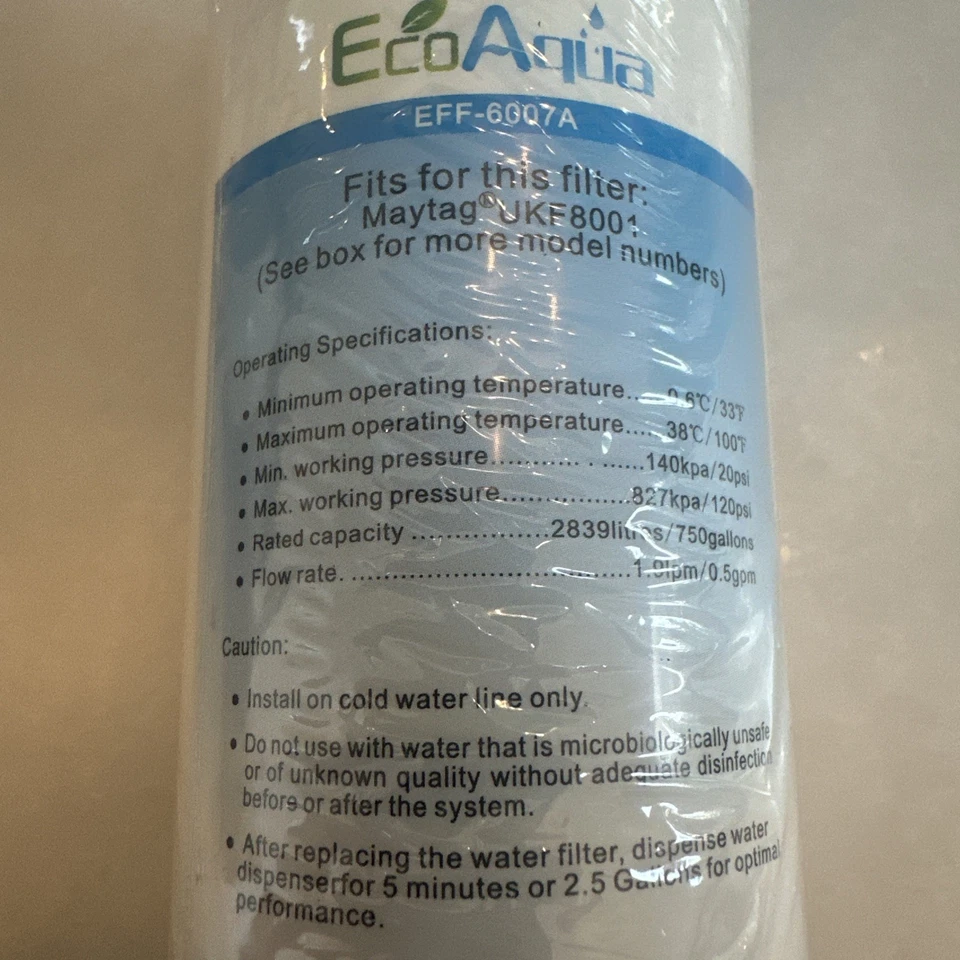 EcoAqua
EFF-6007A
Fits for this filter:
Maytag® UKF8001
(See box for more model numbers)
Operating Specifications:
• Minimum operating temperature..... 0.6℃/33℉
• Maximum operating temperature.... 38℃/100℉
• Min. working pressure........... . ......140kpa/20psi
• Max. working pressure.................827kpa/120psi
• Rated capacity .................2839litres/750gallons
• Flow rate. ..................................1.9lpm/0.5gpm
Caution:
• Install on cold water line only.
• Do not use with water that is microbiologically unsafe
or of unknown quality without adequate disinfection
before or after the system.
• After replacing the water filter, dispense water
dispenserfor 5 minutes or 2.5 Gallons for optimal
performance.